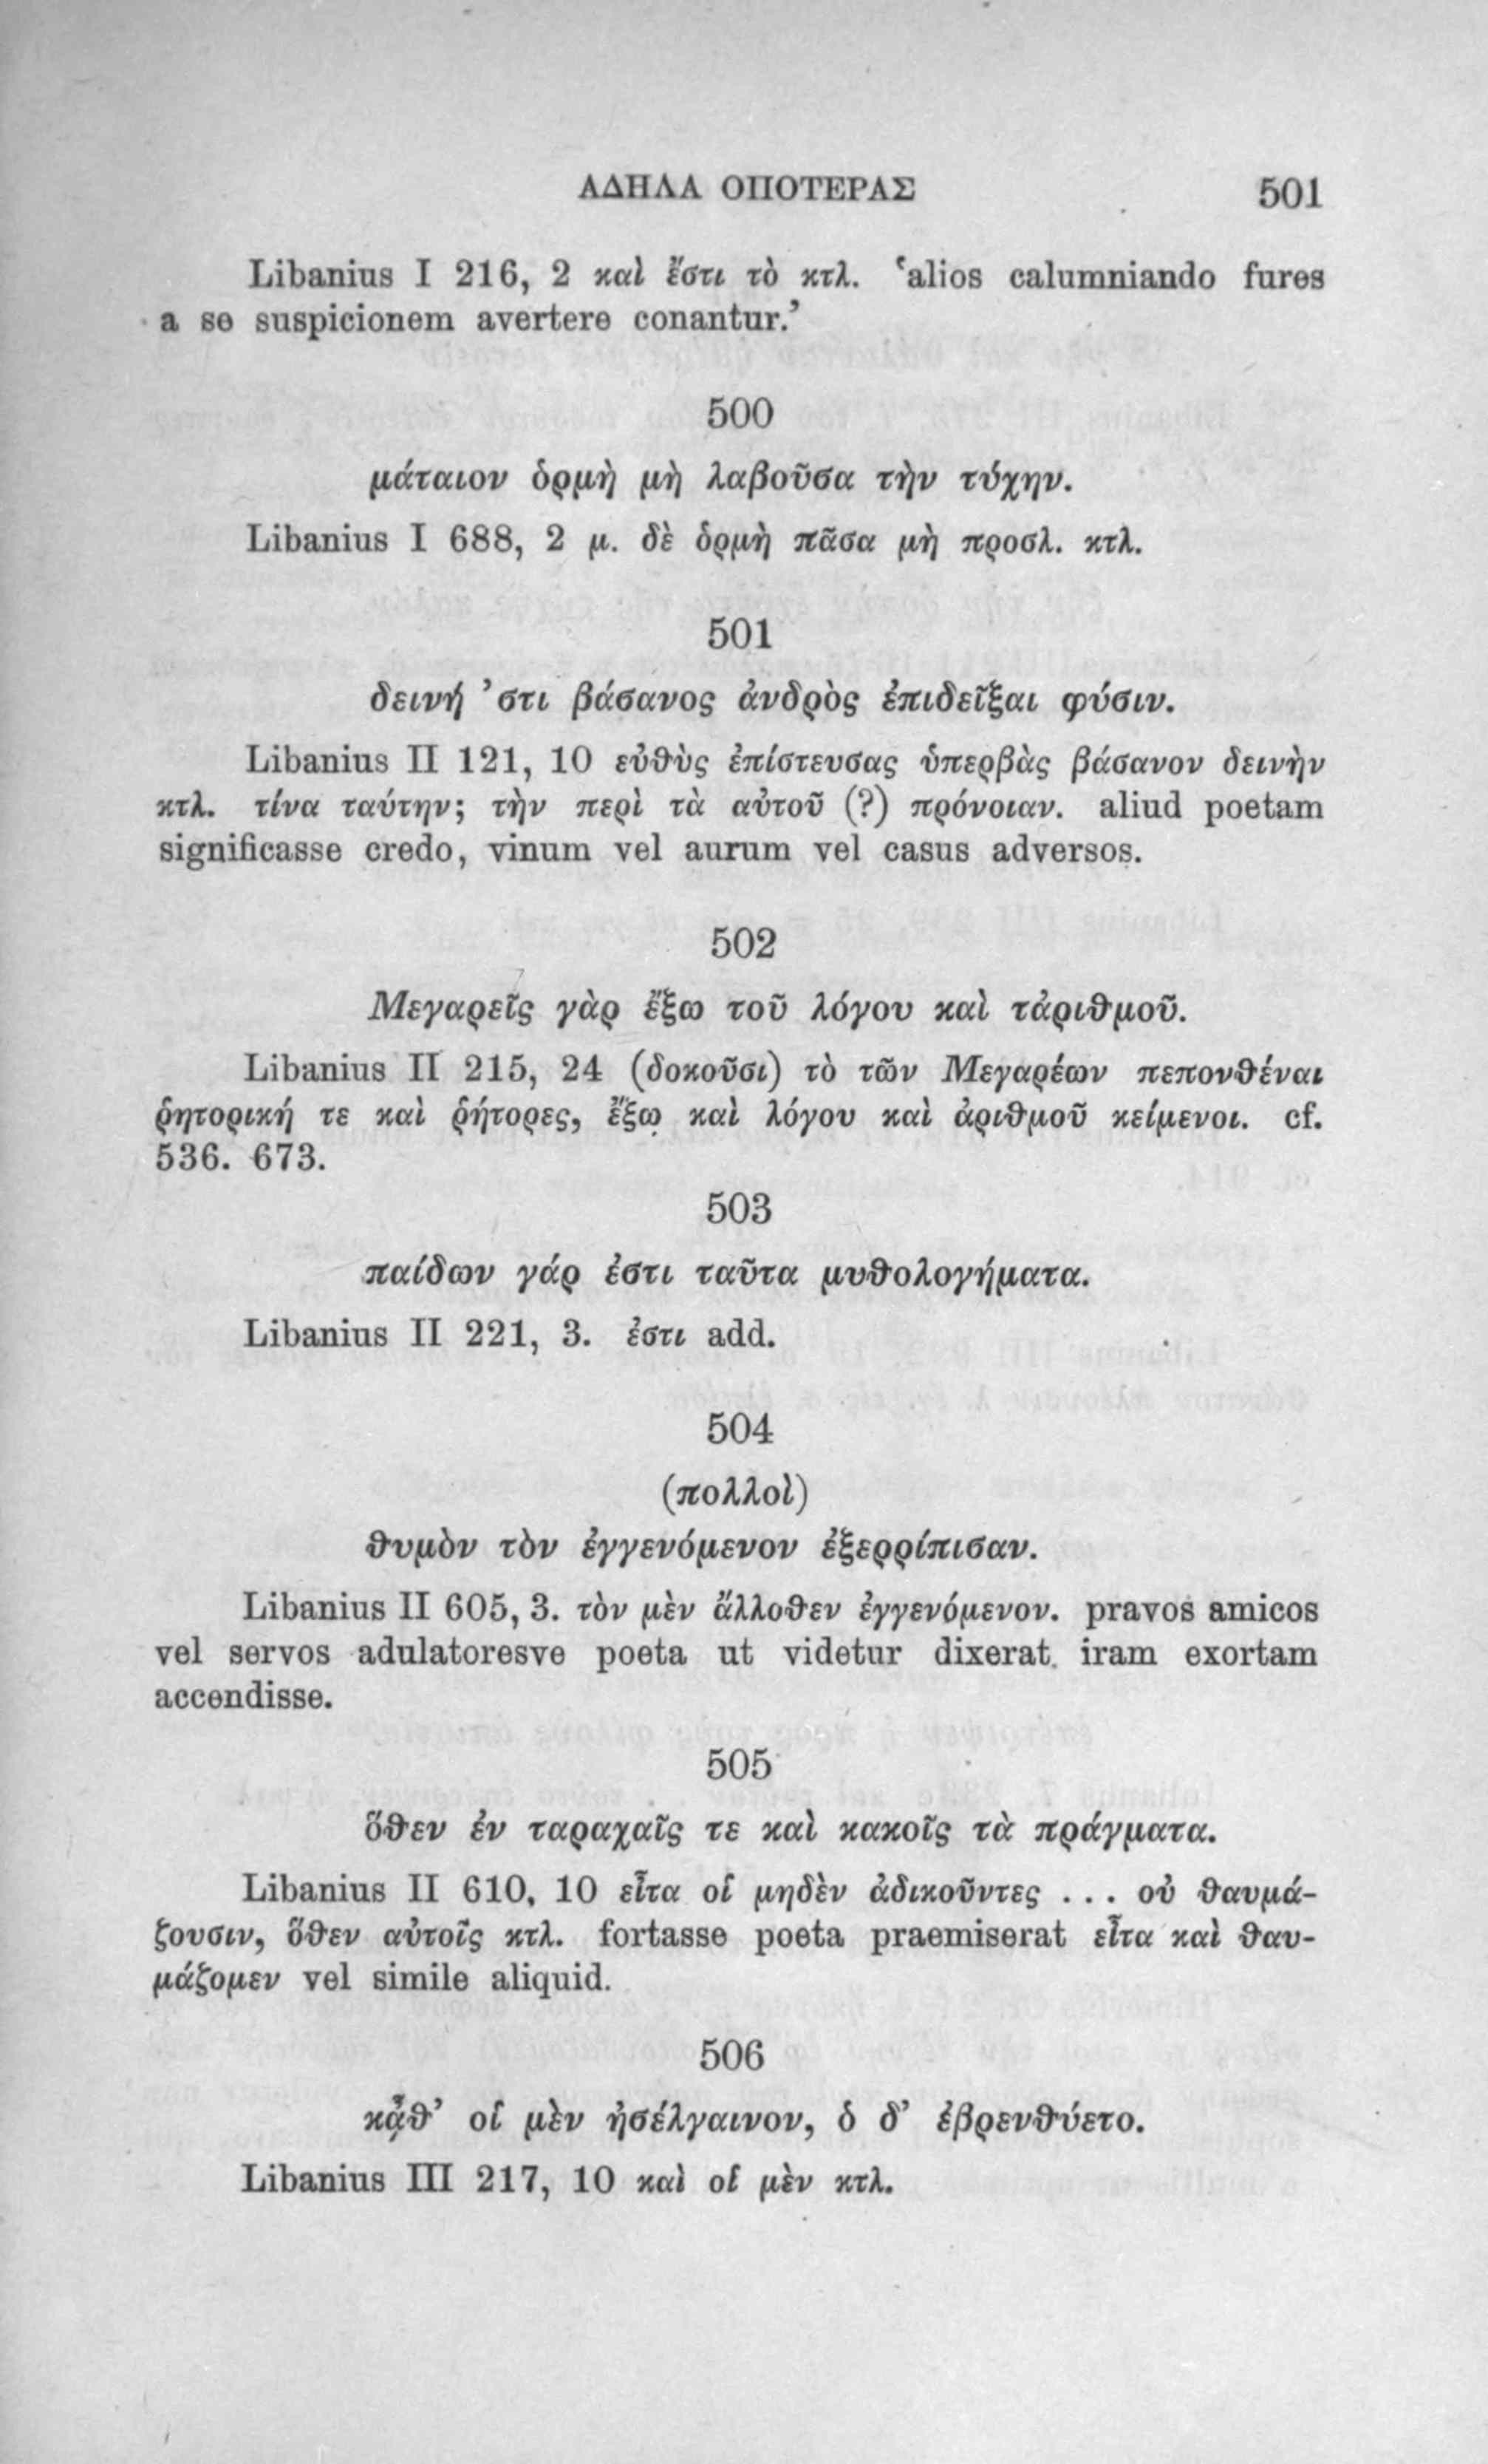 ΑΔΗΛΑ ΟΠΟΤΕΡΑΣ 501
Libanius I 216, 2 καὶ ἔστι τὸ κτλ. ‘alios calumniando fures
a se suspicionem avertere conantur.’
500
μάταιον ὁρμὴ μὴ λαβοῦσα τὴν τύχην.
Libanius I 688, 2 μ. δὲ ὁρμὴ πᾶσα μὴ προσλ. κτλ.
501
δεινή ’στι βάσανος ἀνδρὸς ἐπιδεῖξαι φύσιν.
Libanius II 121, 10 εὐθὺς ἐπίστευσας ὑπερβὰς βάσανον δεινὴν
κτλ. τίνα ταύτην; τὴν περὶ τὰ αὑτοῦ (?) πρόνοιαν. aliud poetam
significasse credo, vinum vel aurum vel casus adversos.
502
Μεγαρεῖς γὰρ ἔξω τοῦ λόγου καὶ τἀριθμοῦ.
Libanius II 215, 24 (δοκοῦσι) τὸ τῶν Μεγαρέων πεπονθέναι
ῥητορική τε καὶ ῥήτορες, ἔξω καὶ λόγου καὶ ἀριθμοῦ κείμενοι. cf.
536. 673.
503
παίδων γάρ ἐστι ταῦτα μυθολογήματα.
Libanius II 221, 3. ἐστι add.
504
(πολλοὶ)
θυμὸν τὸν ἐγγενόμενον ἐξερρίπισαν.
Libanius II 605, 3. τὸν μὲν ἄλλοθεν ἐγγενόμενον. pravos amicos
vel servos adulatoresve poeta ut videtur dixerat iram exortam
accendisse.
505
ὅθεν ἐν ταραχαῖς τε καὶ κακοῖς τὰ πράγματα.
Libanius II 610, 10 εἶτα οἱ μηδὲν ἀδικοῦντες ... οὐ θαυμά-
ζουσιν, ὅθεν αὐτοῖς κτλ. fortasse poeta praemiserat εἶτα καὶ θαυ-
μάζομεν vel simile aliquid.
506
κᾆθ’ οἱ μὲν ἠσέλγαινον, ὁ δ’ ἐβρενθύετο.
Libanius III 217, 10 καὶ οἱ μὲν κτλ.